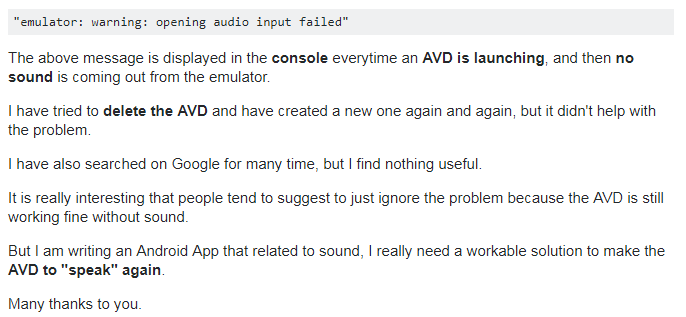 "emulator: warning: opening audio input failed"
The above message is displayed in the console everytime an AVD is launching, and then no
sound is coming out from the emulator.
I have tried to delete the AVD and have created a new one again and again, but it didn't help with
the problem.
I have also searched on Google for many time, but I find nothing useful.
It is really interesting that people tend to suggest to just ignore the problem because the AVD is still
working fine without sound.
But I am writing an Android App that related to sound, I really need a workable solution to make the
AVD to "speak" again.
Many thanks to you.